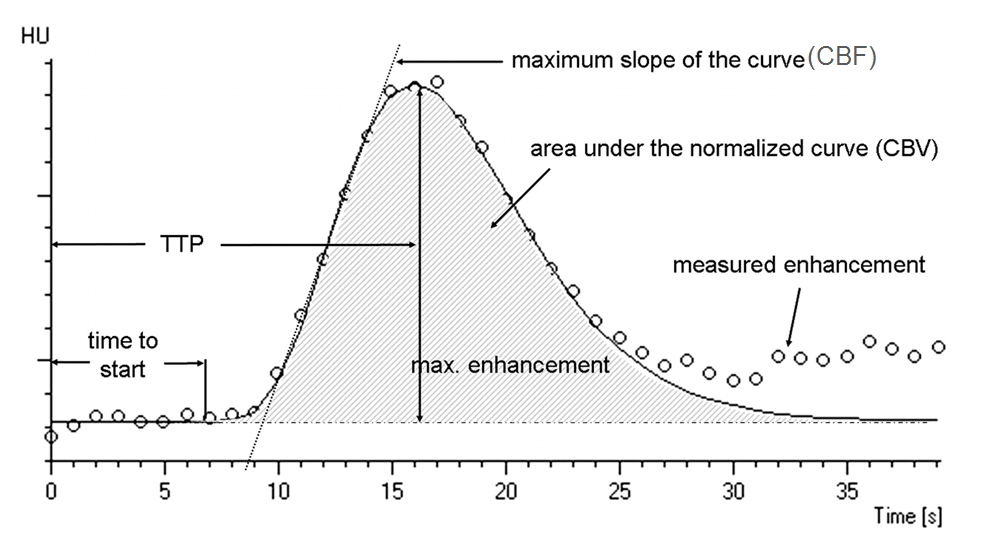 HU
maximum slope of the curve(CBF)
area under the normalized curve (CBV)
TTP
measured enhancement
time to
start
max. enhancement
0 5 10 15 20 25 30 35
Time [s]